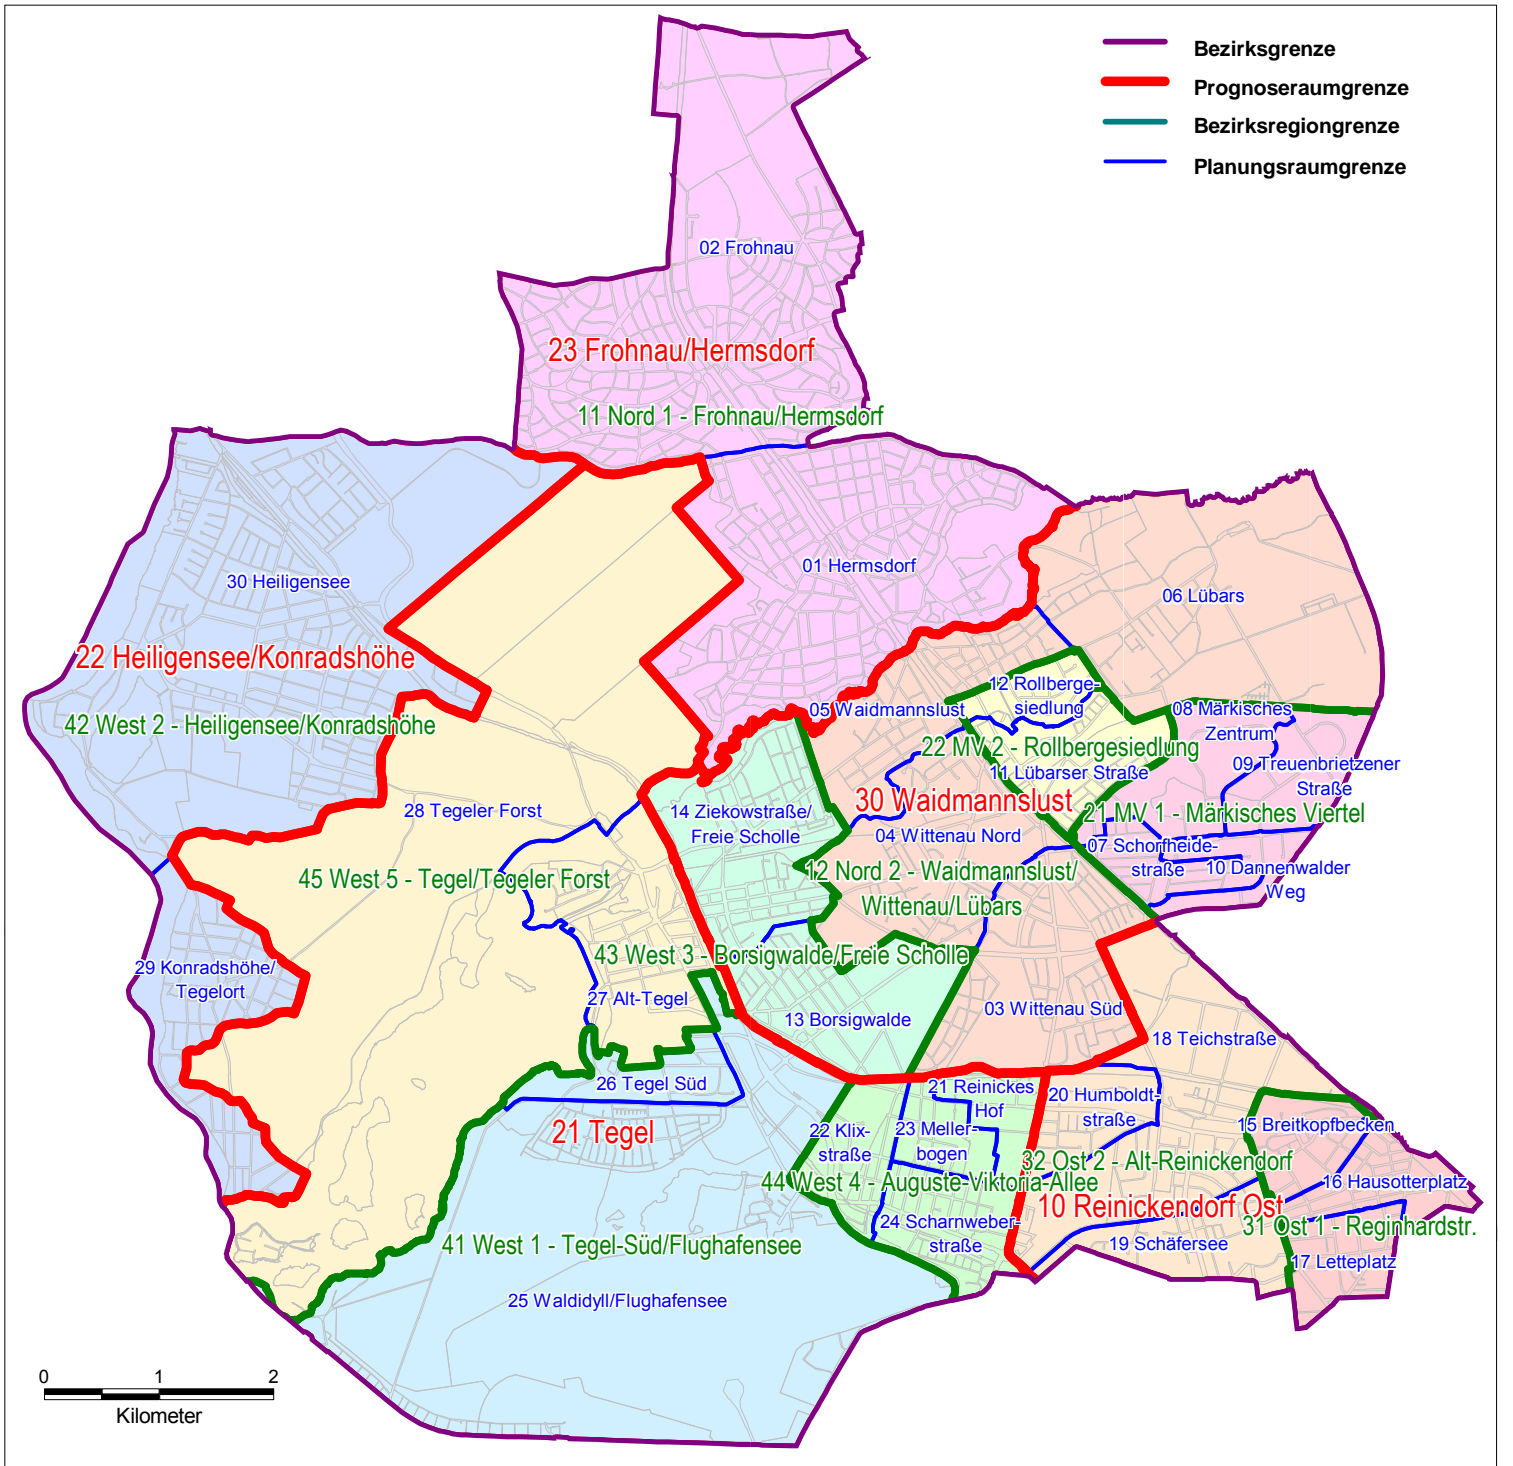 Bezirksgrenze
Prognoseraumgrenze
Bezirksregiongrenze
Planungsraumgrenze
02 Frohnau
23 Frohnau/Hermsdorf
11 Nord 1 - Frohnau/Hermsdorf
01 Hermsdorf
30 Heiligensee
06 Lübars
22 Heiligensee/Konradshöhe
42 West 2 - Heiligensee/Konradshöhe
12 Rollberge-
siedlung
05 Waidmannslust
08 Märkisches
Zentrum
22 MV 2 - Rollbergesiedlung
11 Lübarser Straße
09 Treuenbrietzener
Straße
30 Waidmannslust
28 Tegeler Forst
14 Ziekowstraße/
Freie Scholle
21 MV 1 - Märkisches Viertel
04 Wittenau Nord
07 Schorfheide-
straße
10 Dannenwalder
Weg
45 West 5 - Tegel/Tegeler Forst
12 Nord 2 - Waidmannslust/
Wittenau/Lübars
43 West 3 - Borsigwalde/Freie Scholle
29 Konradshöhe/
Tegelort
27 Alt-Tegel
13 Borsigwalde
03 Wittenau Süd
18 Teichstraße
26 Tegel Süd
21 Reinickes
Hof
20 Humboldt-
straße
21 Tegel
22 Klix-
straße
23 Meller-
bogen
15 Breitkopfbecken
32 Ost 2 - Alt-Reinickendorf
44 West 4 - Auguste-Viktoria-Allee
16 Hausotterplatz
10 Reinickendorf Ost
24 Scharnweber-
straße
31 Ost 1 - Reginhardstr.
41 West 1 - Tegel-Süd/Flughafensee
19 Schäfersee
17 Letteplatz
25 Waldidyll/Flughafensee
0 1 2
Kilometer